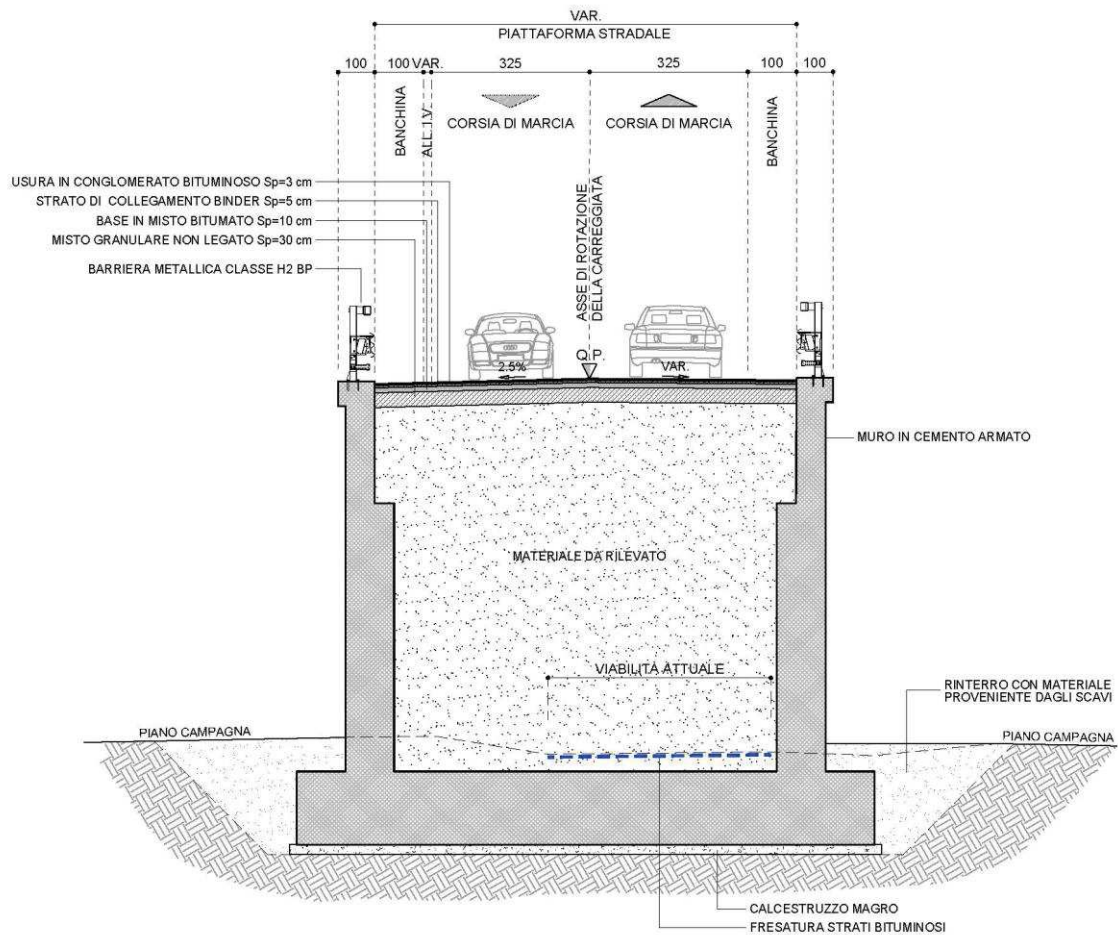 VAR.
PIATTAFORMA STRADALE
100 100 VAR. 325 325 100 100
BANCHINA
ALL.I.V.
CORSIA DI MARCIA
CORSIA DI MARCIA
BANCHINA
USURA IN CONGLOMERATO BITUMINOSO Sp=3 cm
STRATO DI COLLEGAMENTO BINDER Sp=5 cm
BASE IN MISTO BITUMATO Sp=10 cm
MISTO GRANULARE NON LEGATO Sp=30 cm
BARRIERA METALLICA CLASSE H2 BP
ASSE DI ROTAZIONE
DELLA CARREGGIATA
Q.P.
2.5%
VAR.
MURO IN CEMENTO ARMATO
MATERIALE DA RILEVATO
VIABILITÀ ATTUALE
RINTERRO CON MATERIALE
PROVENIENTE DAGLI SCAVI
PIANO CAMPAGNA
PIANO CAMPAGNA
CALCESTRUZZO MAGRO
FRESATURA STRATI BITUMINOSI